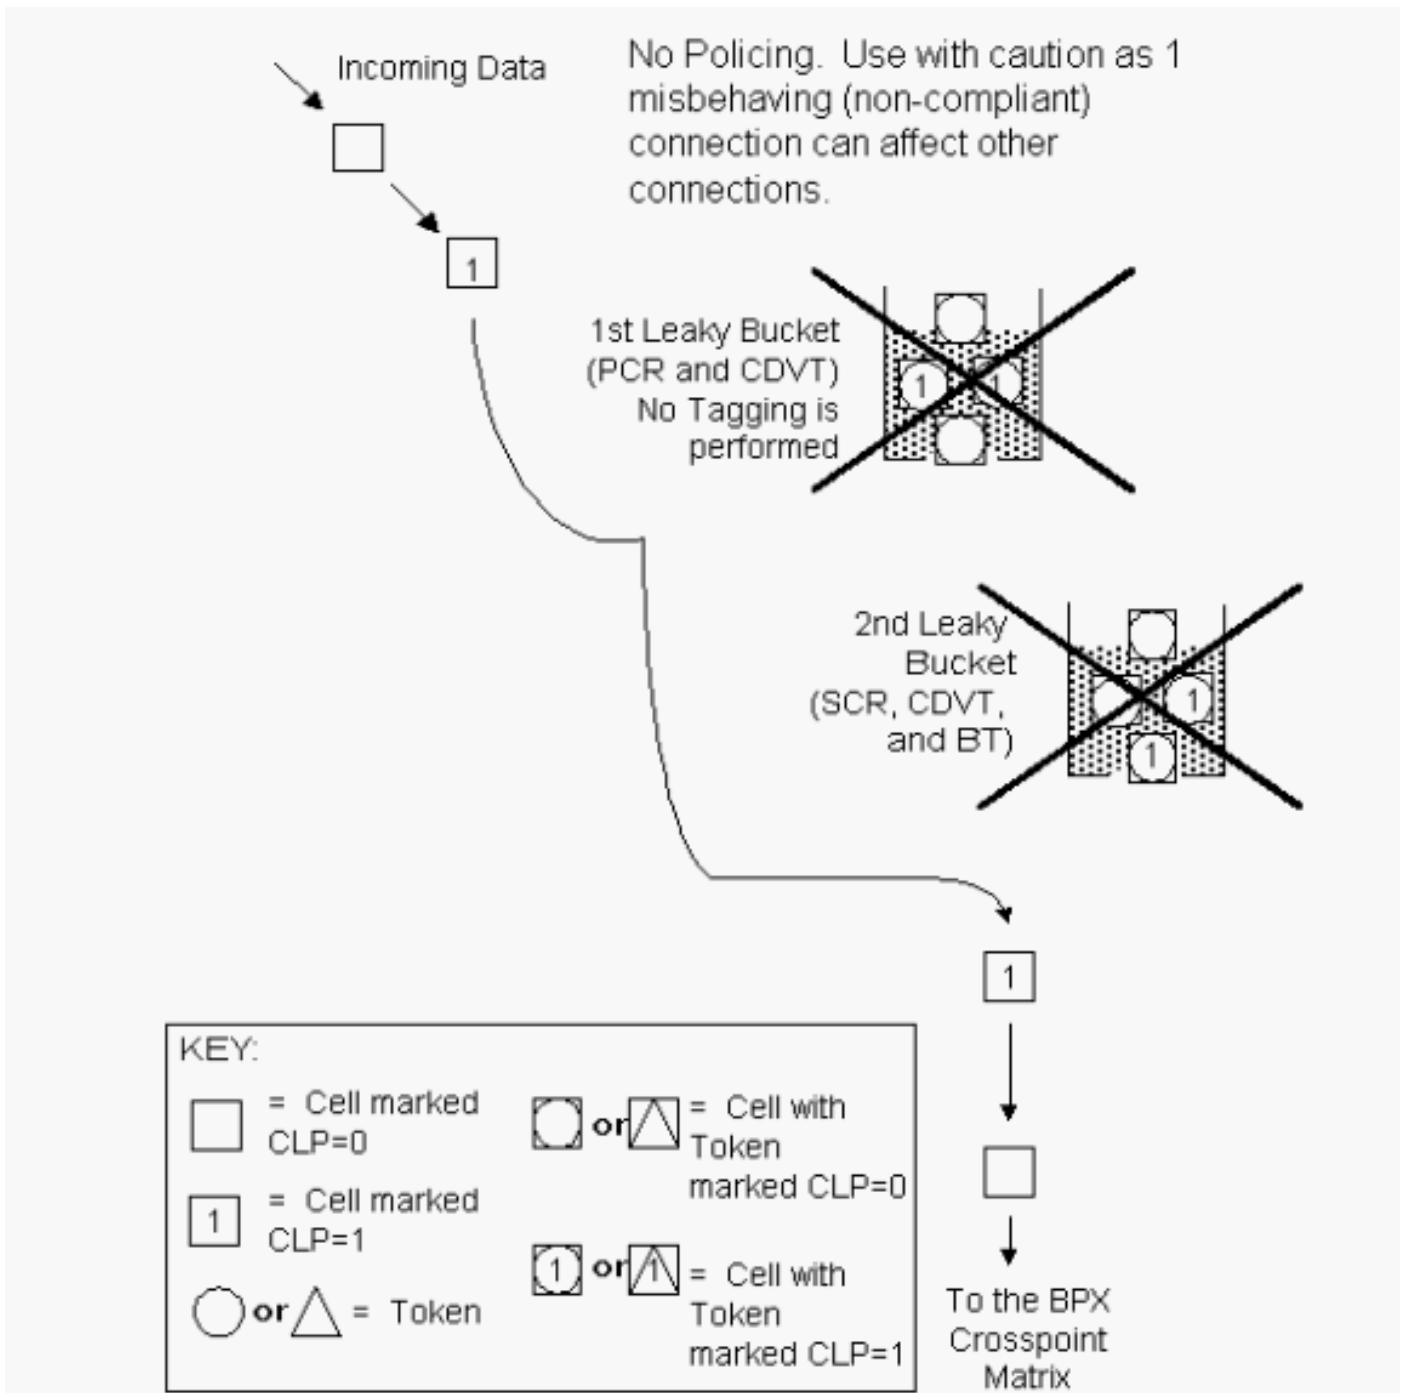 Incoming Data
No Policing. Use with caution as 1
misbehaving (non-compliant)
connection can affect other
connections.
1
1st Leaky Bucket
(PCR and CDVT)
No Tagging is
performed
1 1
2nd Leaky
Bucket
(SCR, CDVT,
and BT)
1
1
1
KEY:
= Cell marked
CLP=0
1
= Cell marked
CLP=1
or = Token
or = Cell with
Token
marked CLP=0
1 or 1 = Cell with
Token
marked CLP=1
To the BPX
Crosspoint
Matrix